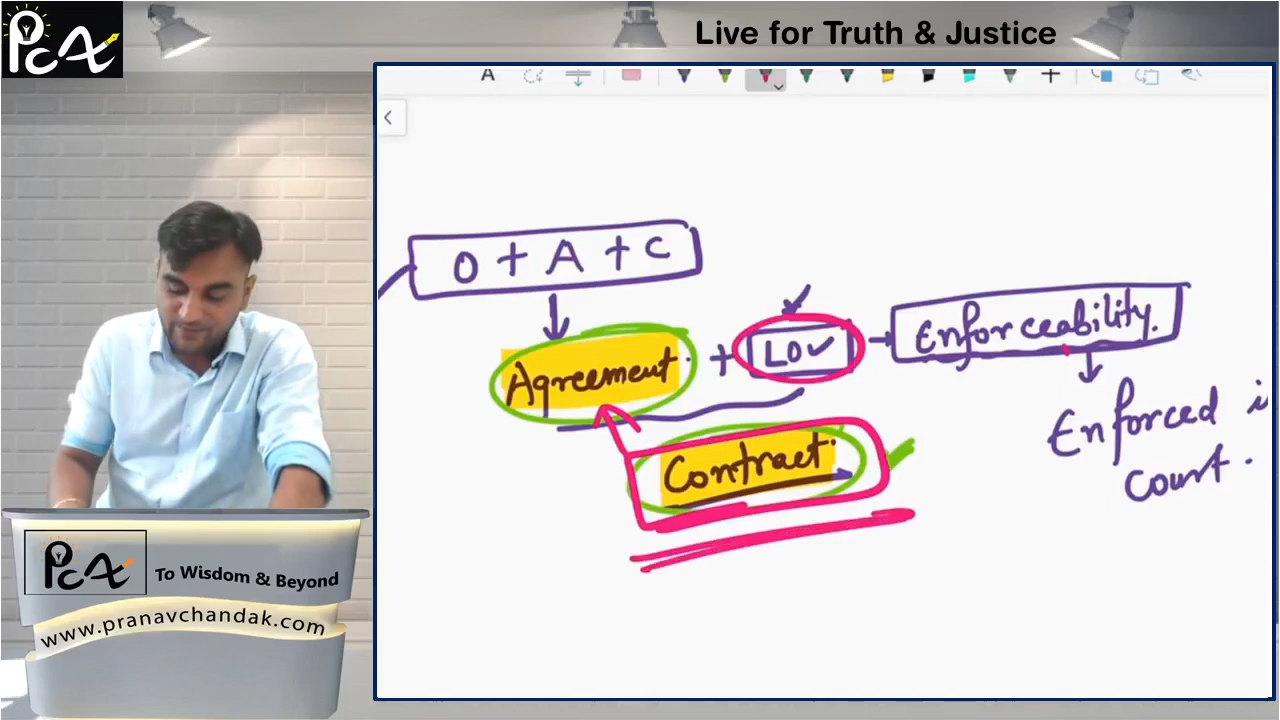 PCA
Live for Truth & Justice
A
O + A + C
Agreement + LOV → Enforceability.
Contract.
Enforced i
court.
PCA
To Wisdom & Beyond
www.pranavchandak.com